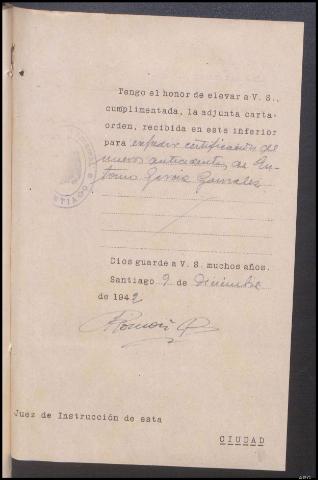 Tengo el honor de elevar a V. S.,
cumplimentada, la adjunta carta-
orden, recibida en este inferior
para expedir certificación de
nuevos antecedentes, de An-
tonio García Gonzalez
Dios guarde a V. S. muchos años.
Santiago 9 de Diciembre
de 1942
Juez de Instrucción de esta
CIUDAD